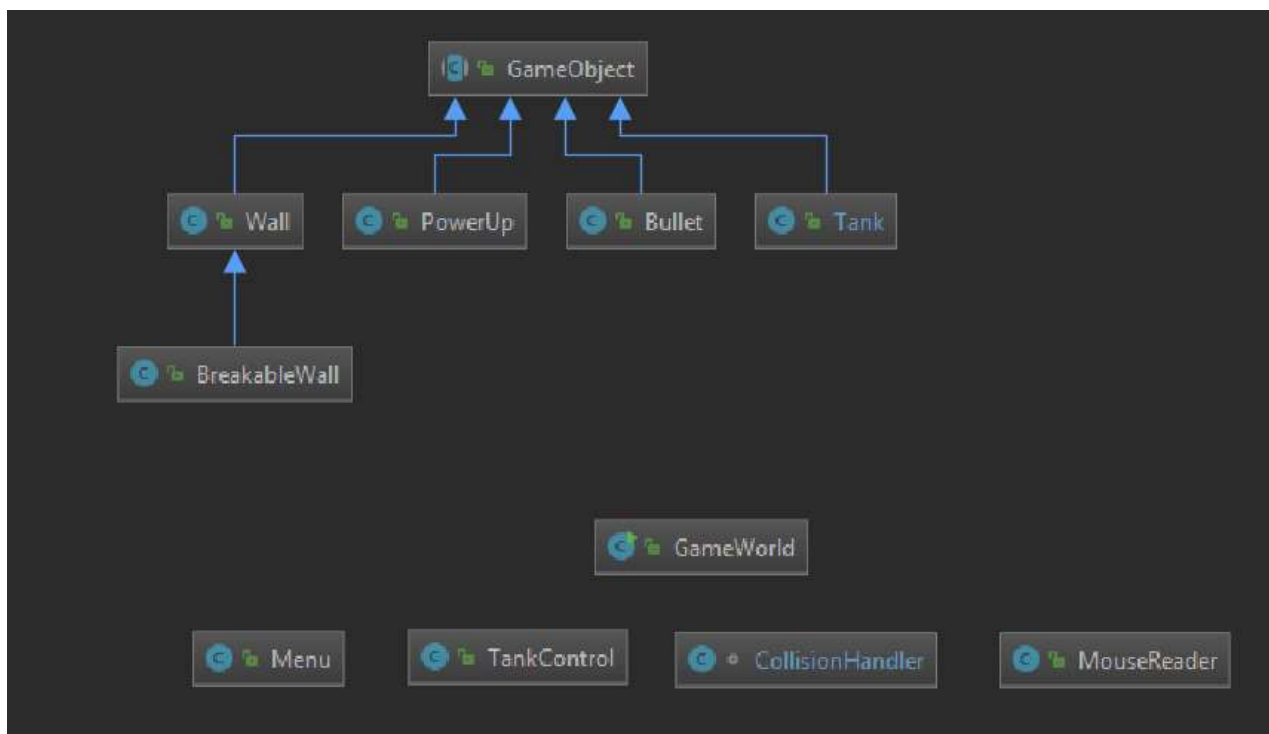 GameObject
Wall
PowerUp
Bullet
Tank
BreakableWall
GameWorld
Menu
TankControl
CollisionHandler
MouseReader